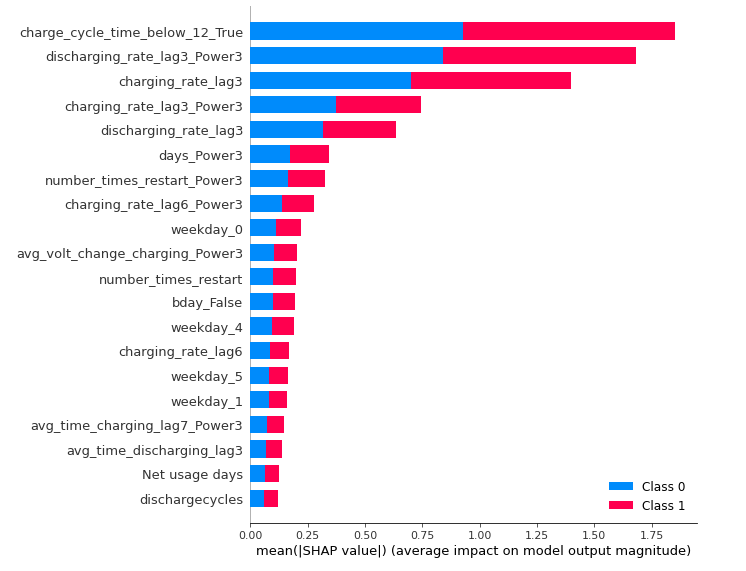 charge_cycle_time_below_12_True
discharging_rate_lag3_Power3
charging_rate_lag3
charging_rate_lag3_Power3
discharging_rate_lag3
days_Power3
number_times_restart_Power3
charging_rate_lag6_Power3
weekday_0
avg_volt_change_charging_Power3
number_times_restart
bday_False
weekday_4
charging_rate_lag6
weekday_5
weekday_1
avg_time_charging_lag7_Power3
avg_time_discharging_lag3
Net usage days
dischargecycles
Class 0
Class 1
0.00 0.25 0.50 0.75 1.00 1.25 1.50 1.75
mean(|SHAP value|) (average impact on model output magnitude)